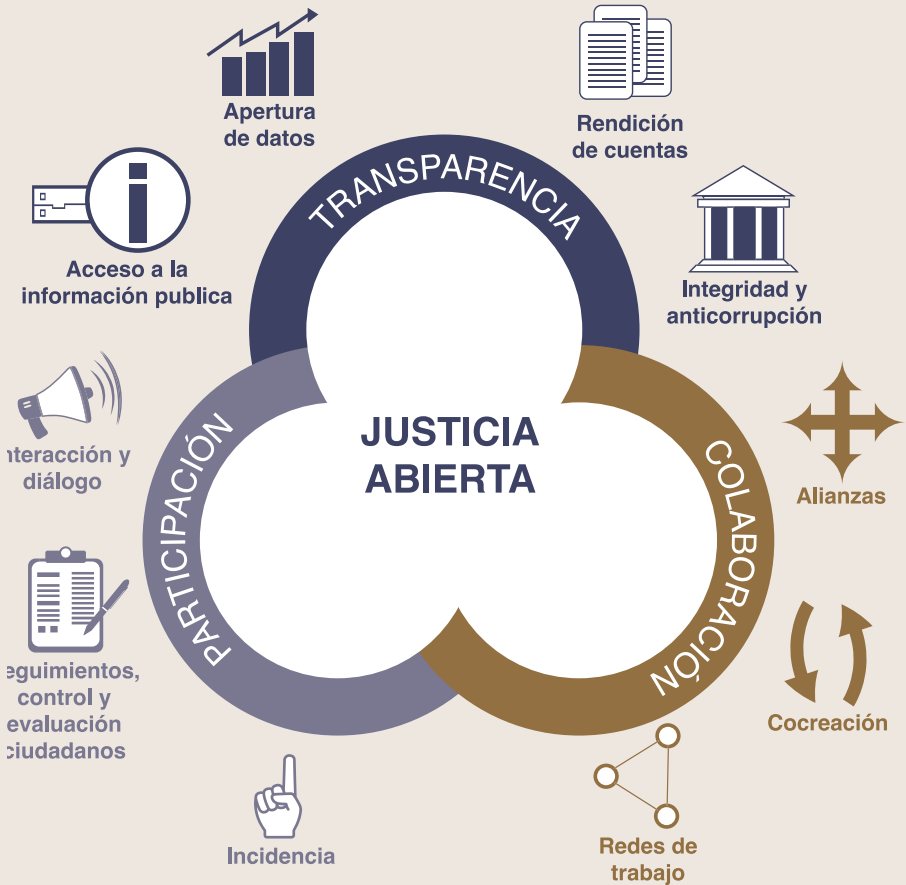 Apertura
de datos
Rendición
de cuentas
TRANSPARENCIA
Acceso a la
información publica
Integridad y
anticorrupción
JUSTICIA
ABIERTA
PARTICIPACIÓN
nteracción y
diálogo
eguimientos,
control y
evaluación
ciudadanos
Incidencia
COLABORACIÓN
Alianzas
Cocreación
Redes de
trabajo